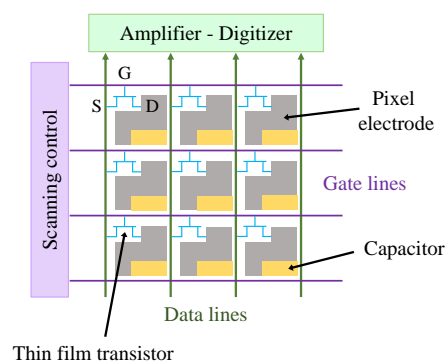 Amplifier - Digitizer
Scanning control
G
S
D
Pixel
electrode
Gate lines
Capacitor
Data lines
Thin film transistor